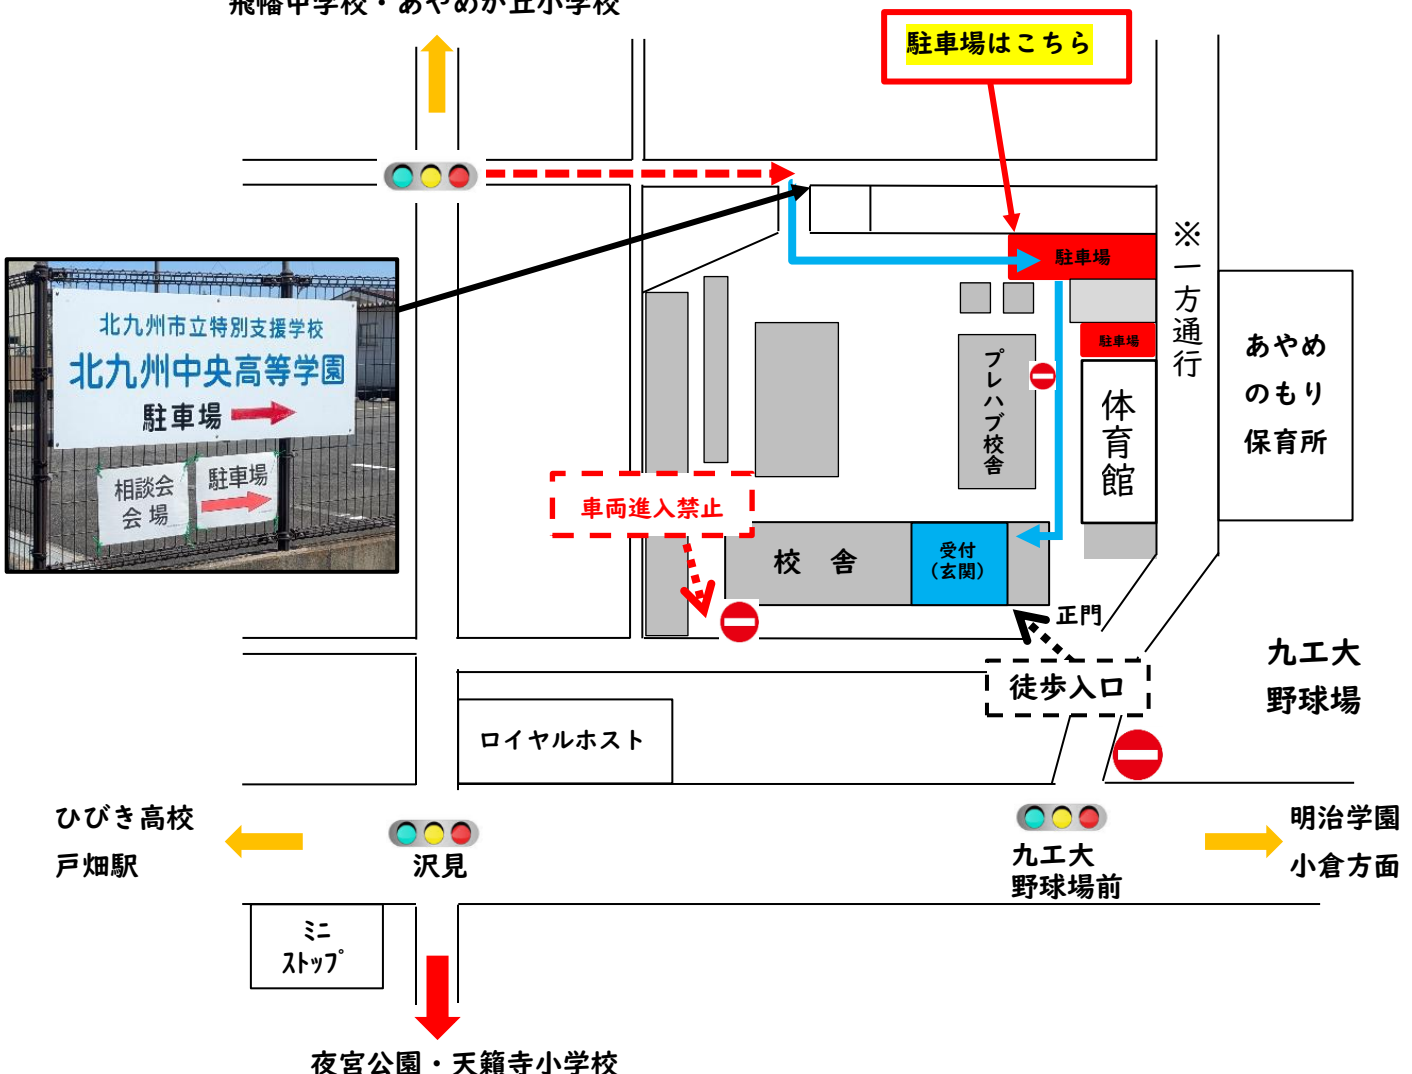 飛幡中学校・あやめが丘小学校
駐車場はこちら
駐車場
※一方通行
北九州市立特別支援学校
北九州中央高等学園
駐車場
相談会
会場
駐車場
駐車場
プレハブ校舎
体育館
あやめ
のもり
保育所
車両進入禁止
校 舎
受付
（玄関）
正門
徒歩入口
九工大
野球場
ロイヤルホスト
ひびき高校
戸畑駅
沢見
九工大
野球場前
明治学園
小倉方面
ミニ
ストップ
夜宮公園・天籟寺小学校